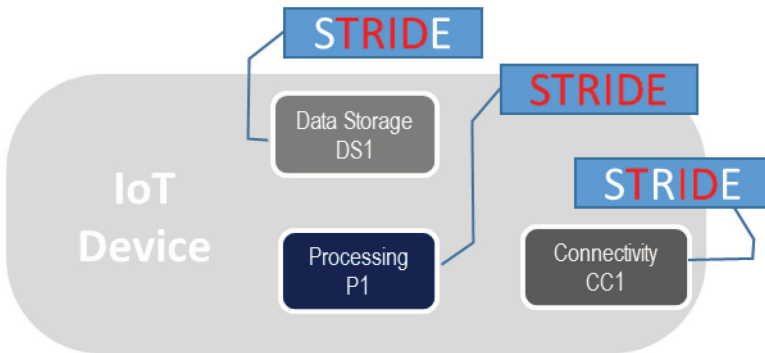 STRIDE
STRIDE
Data Storage
DS1
STRIDE
IoT
Device
Processing
P1
Connectivity
CC1